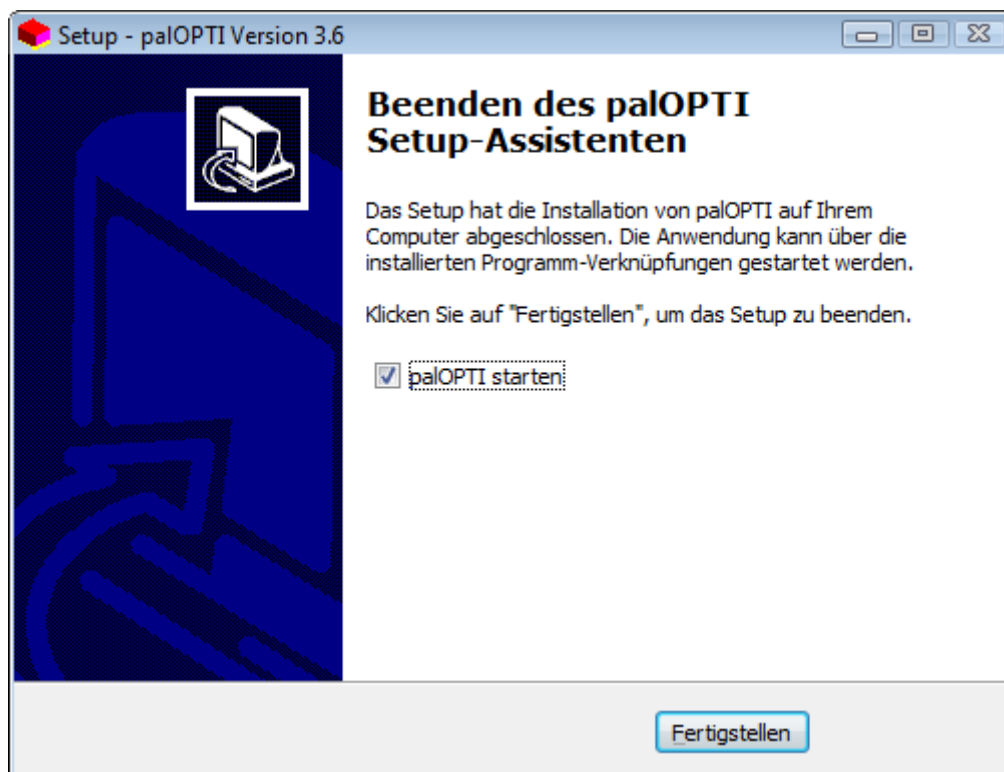 Setup - palOPTI Version 3.6
Beenden des palOPTI
Setup-Assistenten
Das Setup hat die Installation von palOPTI auf Ihrem
Computer abgeschlossen. Die Anwendung kann über die
installierten Programm-Verknüpfungen gestartet werden.
Klicken Sie auf "Fertigstellen", um das Setup zu beenden.
palOPTI starten
Fertigstellen